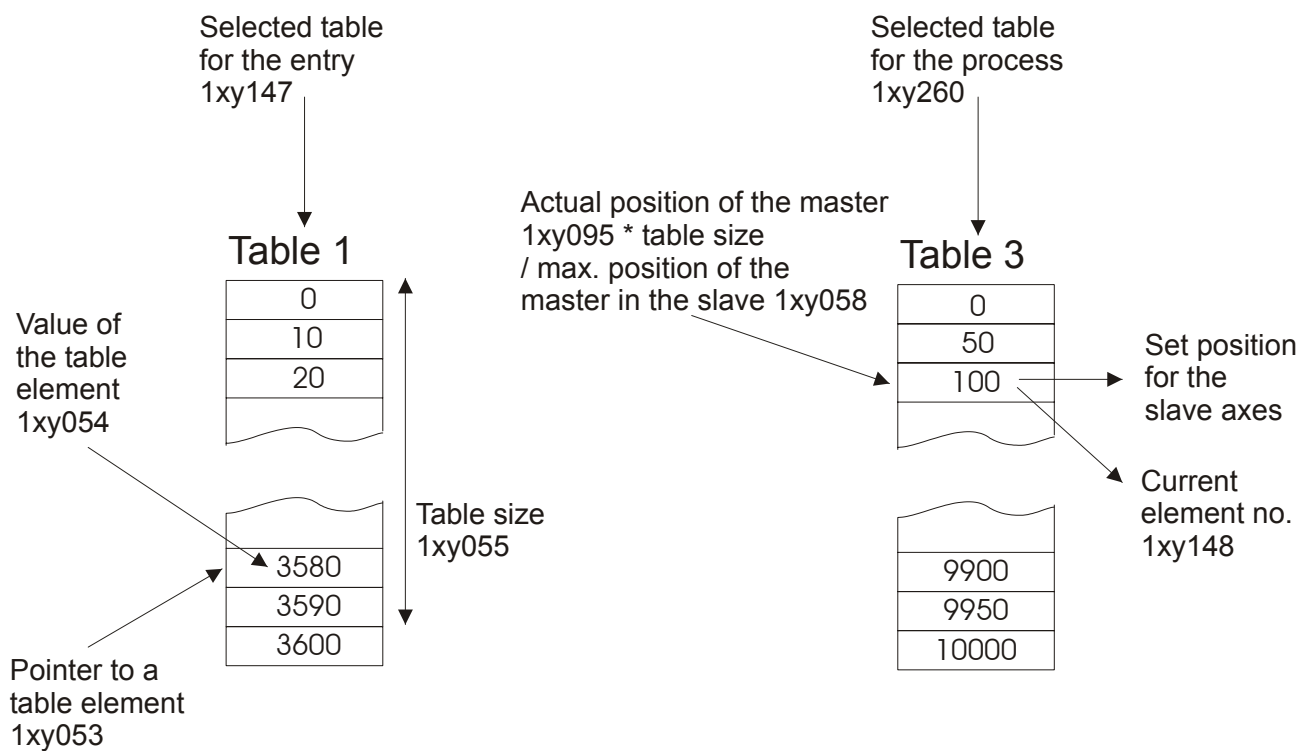 Selected table
for the entry
1xy147
Selected table
for the process
1xy260
Actual position of the master
1xy095 * table size
/ max. position of the
master in the slave 1xy058
Table 1
0
10
20
3580
3590
3600
Value of
the table
element
1xy054
Table size
1xy055
Pointer to a
table element
1xy053
Table 3
0
50
100
9900
9950
10000
Set position
for the
slave axes
Current
element no.
1xy148